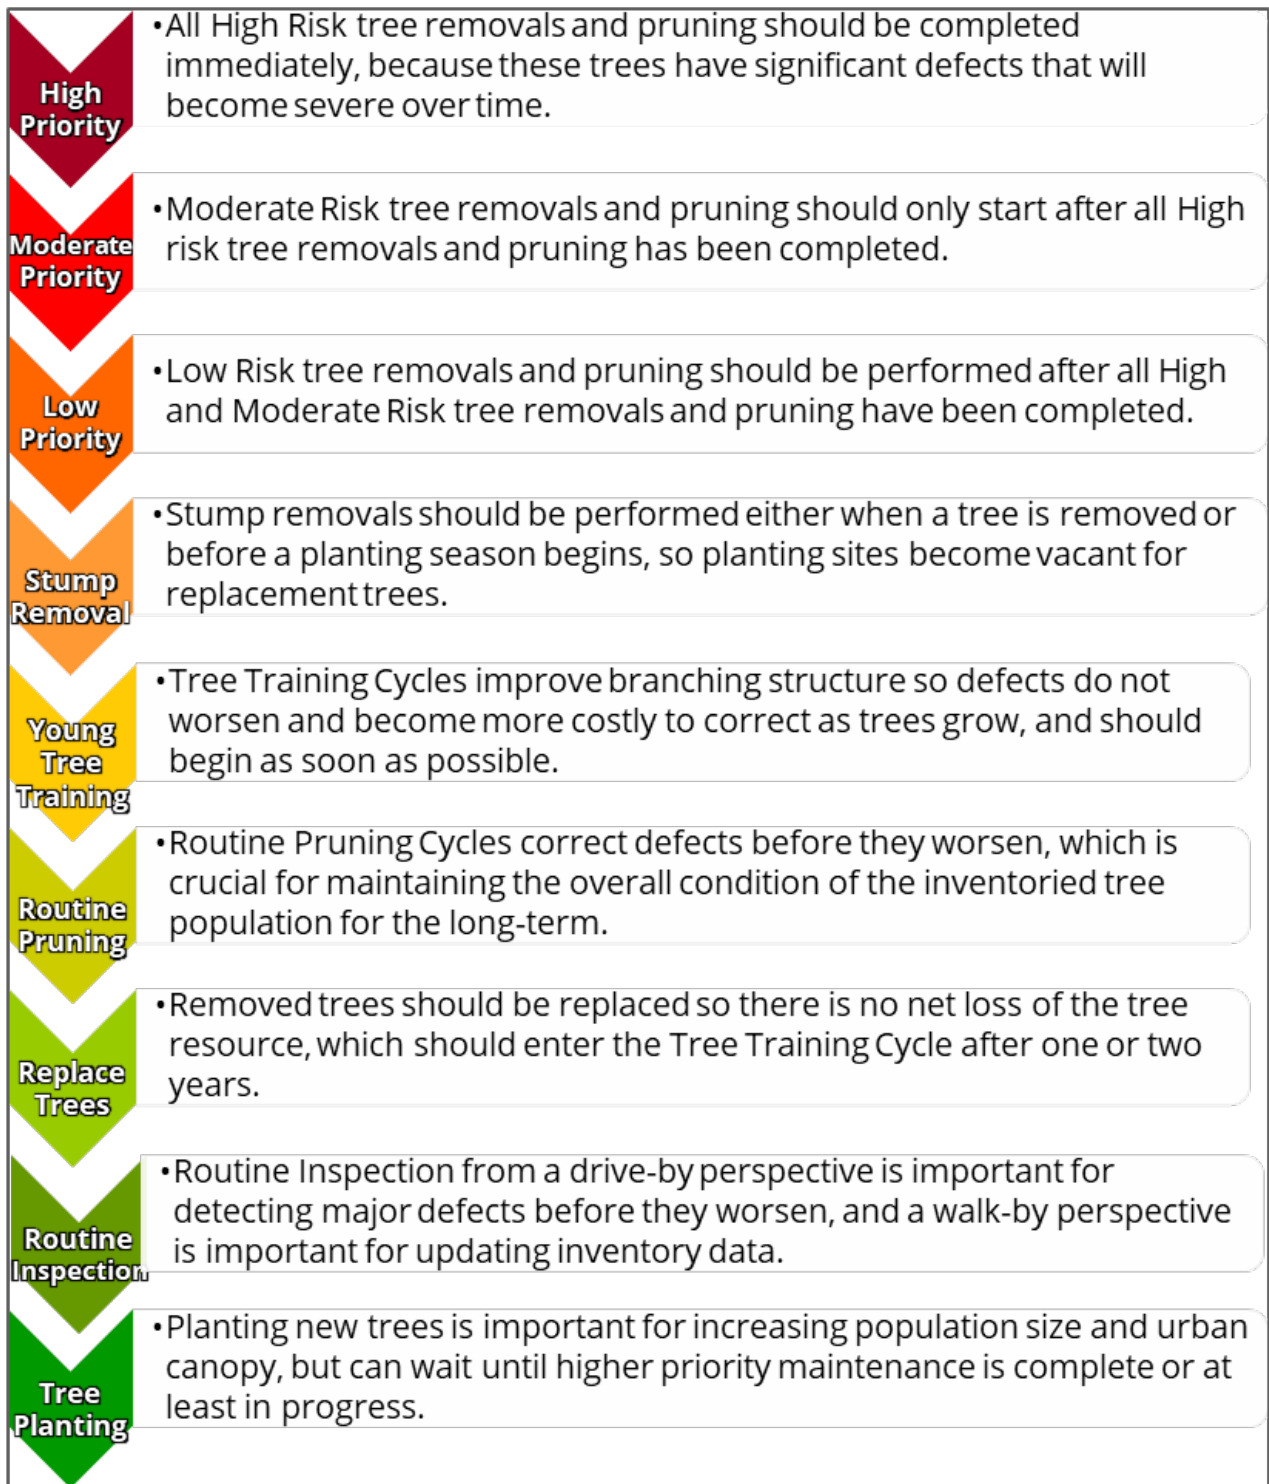 High
Priority
•All High Risk tree removals and pruning should be completed
immediately, because these trees have significant defects that will
become severe over time.
Moderate
Priority
•Moderate Risk tree removals and pruning should only start after all High
risk tree removals and pruning has been completed.
Low
Priority
•Low Risk tree removals and pruning should be performed after all High
and Moderate Risk tree removals and pruning have been completed.
Stump
Removal
•Stump removals should be performed either when a tree is removed or
before a planting season begins, so planting sites become vacant for
replacement trees.
Young
Tree
Training
•Tree Training Cycles improve branching structure so defects do not
worsen and become more costly to correct as trees grow, and should
begin as soon as possible.
Routine
Pruning
•Routine Pruning Cycles correct defects before they worsen, which is
crucial for maintaining the overall condition of the inventoried tree
population for the long-term.
Replace
Trees
•Removed trees should be replaced so there is no net loss of the tree
resource, which should enter the Tree Training Cycle after one or two
years.
Routine
Inspection
•Routine Inspection from a drive-by perspective is important for
detecting major defects before they worsen, and a walk-by perspective
is important for updating inventory data.
Tree
Planting
•Planting new trees is important for increasing population size and urban
canopy, but can wait until higher priority maintenance is complete or at
least in progress.